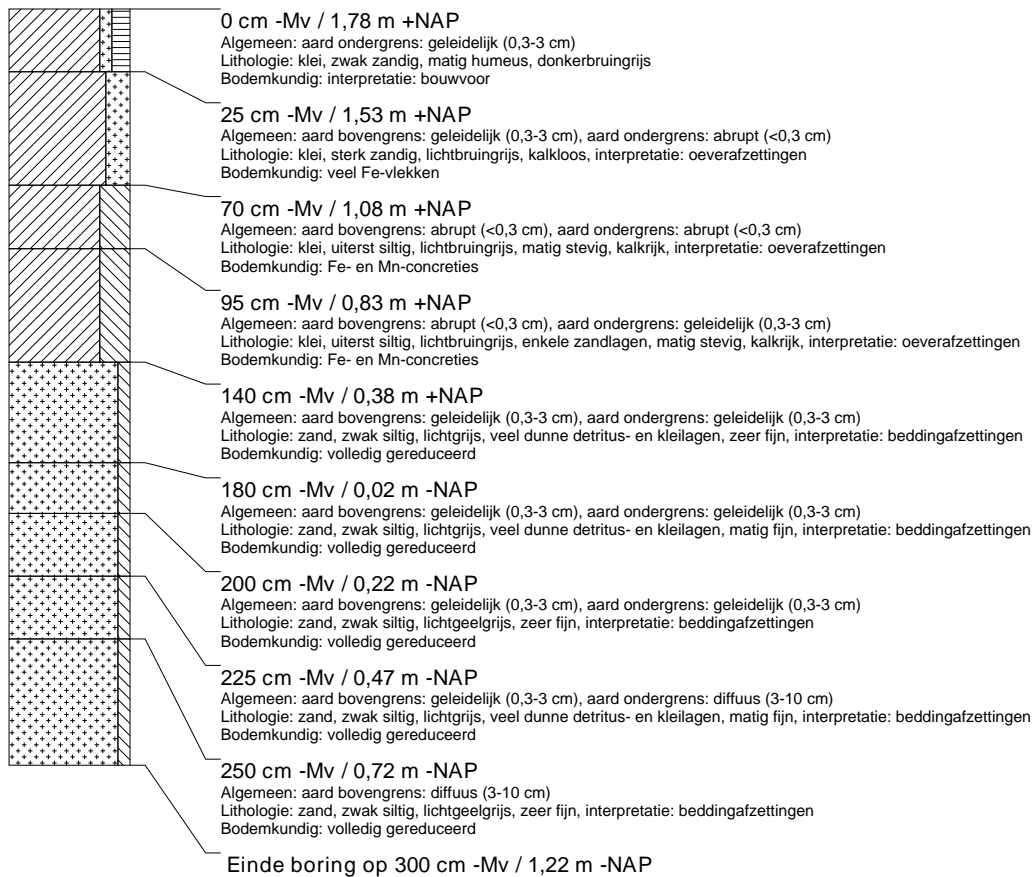 0 cm -Mv / 1,78 m +NAP
Algemeen: aard ondergrens: geleidelijk (0,3-3 cm)
Lithologie: klei, zwak zandig, matig humeus, donkerbruingrijs
Bodemkundig: interpretatie: bouwvoor
25 cm -Mv / 1,53 m +NAP
Algemeen: aard bovengrens: geleidelijk (0,3-3 cm), aard ondergrens: abrupt (<0,3 cm)
Lithologie: klei, sterk zandig, lichtbruingrijs, kalkloos, interpretatie: oeverafzettingen
Bodemkundig: veel Fe-vlekken
70 cm -Mv / 1,08 m +NAP
Algemeen: aard bovengrens: abrupt (<0,3 cm), aard ondergrens: abrupt (<0,3 cm)
Lithologie: klei, uiterst siltig, lichtbruingrijs, matig stevig, kalkrijk, interpretatie: oeverafzettingen
Bodemkundig: Fe- en Mn-concreties
95 cm -Mv / 0,83 m +NAP
Algemeen: aard bovengrens: abrupt (<0,3 cm), aard ondergrens: geleidelijk (0,3-3 cm)
Lithologie: klei, uiterst siltig, lichtbruingrijs, enkele zandlagen, matig stevig, kalkrijk, interpretatie: oeverafzettingen
Bodemkundig: Fe- en Mn-concreties
140 cm -Mv / 0,38 m +NAP
Algemeen: aard bovengrens: geleidelijk (0,3-3 cm), aard ondergrens: geleidelijk (0,3-3 cm)
Lithologie: zand, zwak siltig, lichtgrijs, veel dunne detritus- en kleilagen, zeer fijn, interpretatie: beddingafzettingen
Bodemkundig: volledig gereduceerd
180 cm -Mv / 0,02 m -NAP
Algemeen: aard bovengrens: geleidelijk (0,3-3 cm), aard ondergrens: geleidelijk (0,3-3 cm)
Lithologie: zand, zwak siltig, lichtgrijs, veel dunne detritus- en kleilagen, matig fijn, interpretatie: beddingafzettingen
Bodemkundig: volledig gereduceerd
200 cm -Mv / 0,22 m -NAP
Algemeen: aard bovengrens: geleidelijk (0,3-3 cm), aard ondergrens: geleidelijk (0,3-3 cm)
Lithologie: zand, zwak siltig, lichtgeelgrijs, zeer fijn, interpretatie: beddingafzettingen
Bodemkundig: volledig gereduceerd
225 cm -Mv / 0,47 m -NAP
Algemeen: aard bovengrens: geleidelijk (0,3-3 cm), aard ondergrens: diffuus (3-10 cm)
Lithologie: zand, zwak siltig, lichtgrijs, veel dunne detritus- en kleilagen, matig fijn, interpretatie: beddingafzettingen
Bodemkundig: volledig gereduceerd
250 cm -Mv / 0,72 m -NAP
Algemeen: aard bovengrens: diffuus (3-10 cm)
Lithologie: zand, zwak siltig, lichtgeelgrijs, zeer fijn, interpretatie: beddingafzettingen
Bodemkundig: volledig gereduceerd
Einde boring op 300 cm -Mv / 1,22 m -NAP